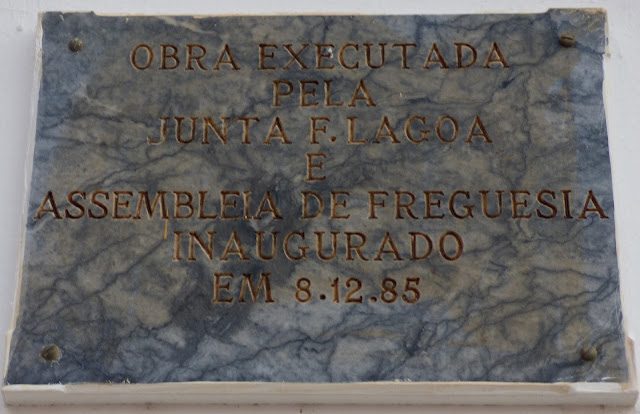 OBRA EXECUTADA
PELA
JUNTA F. LAGOA
E
ASSEMBLEIA DE FREGUESIA
INAUGURADO
EM 8.12.85